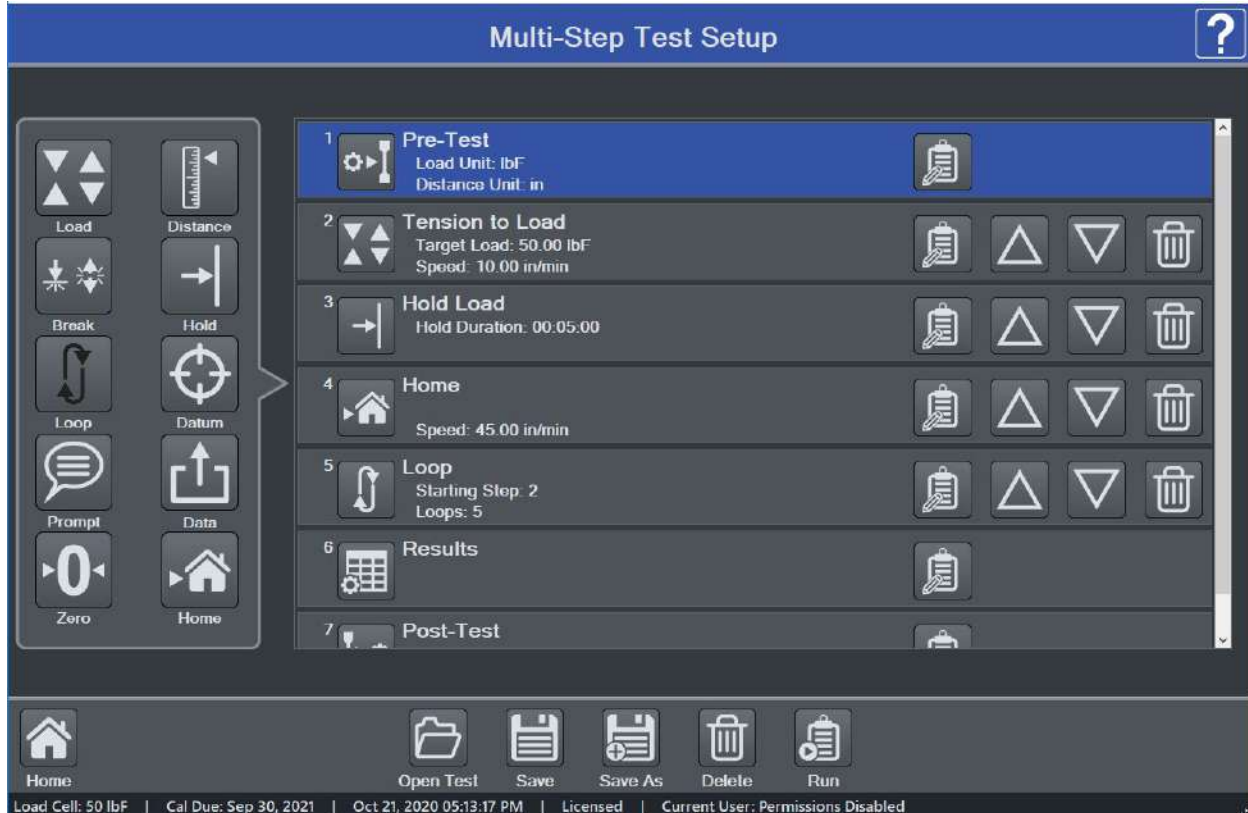 Multi-Step Test Setup
?
Load
Distance
Break
Hold
Loop
Datum
Prompt
Data
0
Zero
Home
1
Pre-Test
Load Unit: lbF
Distance Unit: in
2
Tension to Load
Target Load: 50.00 lbF
Speed: 10.00 in/min
3
Hold Load
Hold Duration: 00:05:00
4
Home
Speed: 45.00 in/min
5
Loop
Starting Step: 2
Loops: 5
6
Results
7
Post-Test
Home
Open Test
Save
Save As
Delete
Run
Load Cell: 50 lbF | Cal Due: Sep 30, 2021 | Oct 21, 2020 05:13:17 PM | Licensed | Current User: Permissions Disabled